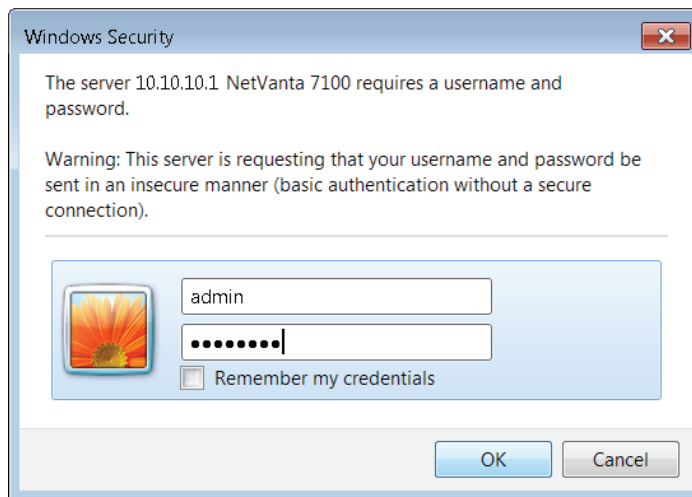 Windows Security
The server 10.10.10.1 NetVanta 7100 requires a username and
password.
Warning: This server is requesting that your username and password be
sent in an insecure manner (basic authentication without a secure
connection).
admin
••••••••
Remember my credentials
OK
Cancel